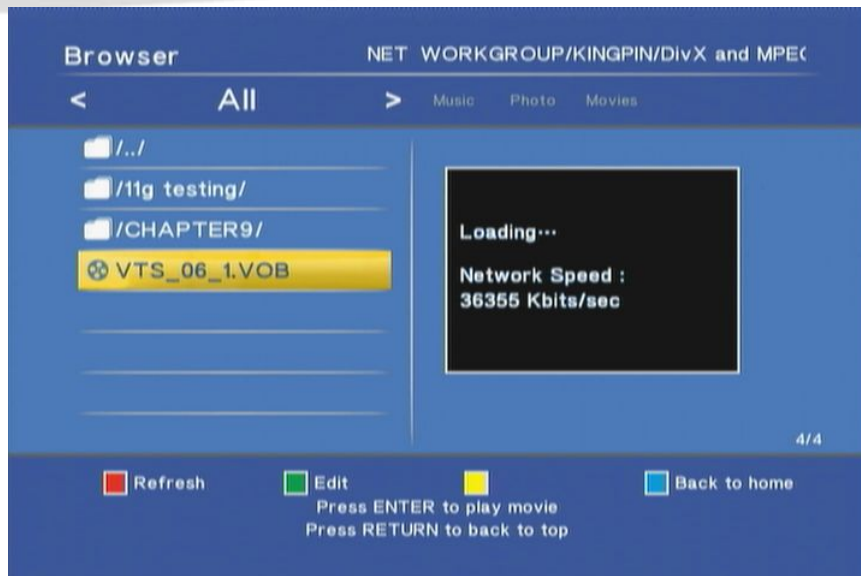 Browser NET WORKGROUP/KINGPIN/DivX and MPEG
< All > Music Photo Movies
/../
/11g testing/
/CHAPTER9/
VTS_06_1.VOB
Loading···
Network Speed :
36355 Kbits/sec
4/4
Refresh Edit Back to home
Press ENTER to play movie
Press RETURN to back to top